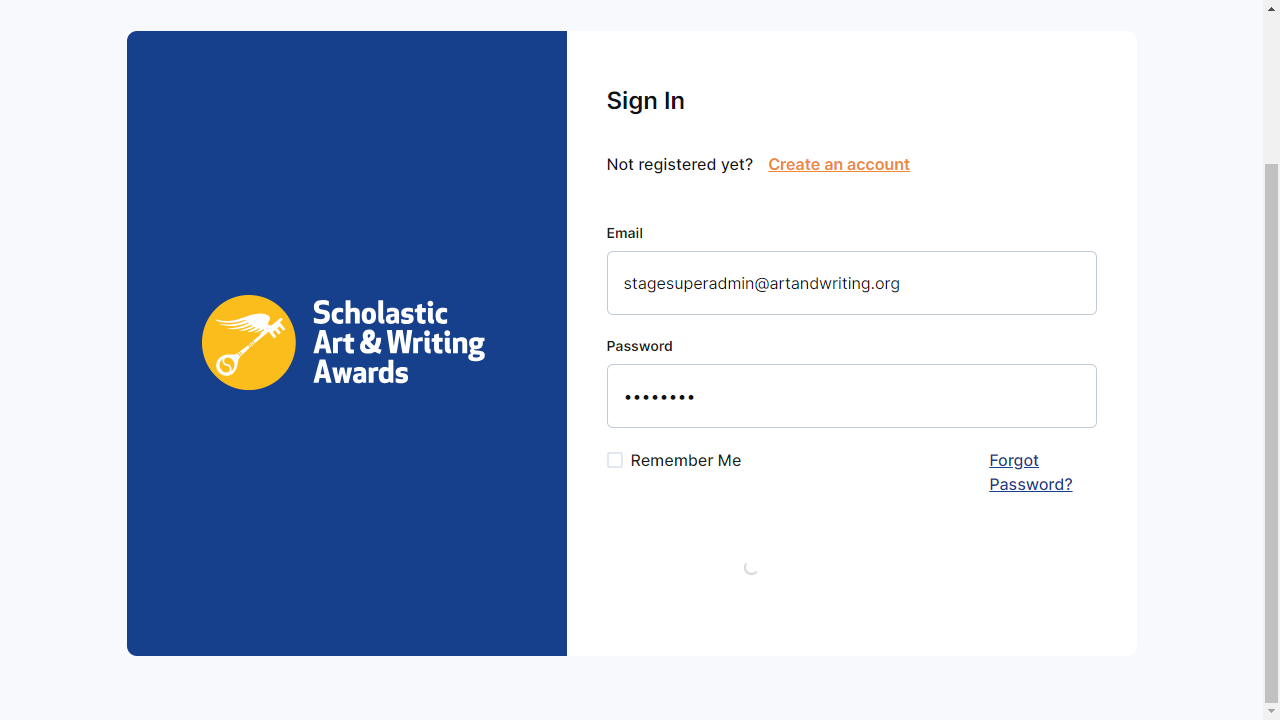 Scholastic
Art & Writing
Awards
Sign In
Not registered yet? Create an account
Email
stagesuperadmin@artandwriting.org
Password
••••••••
Remember Me
Forgot
Password?